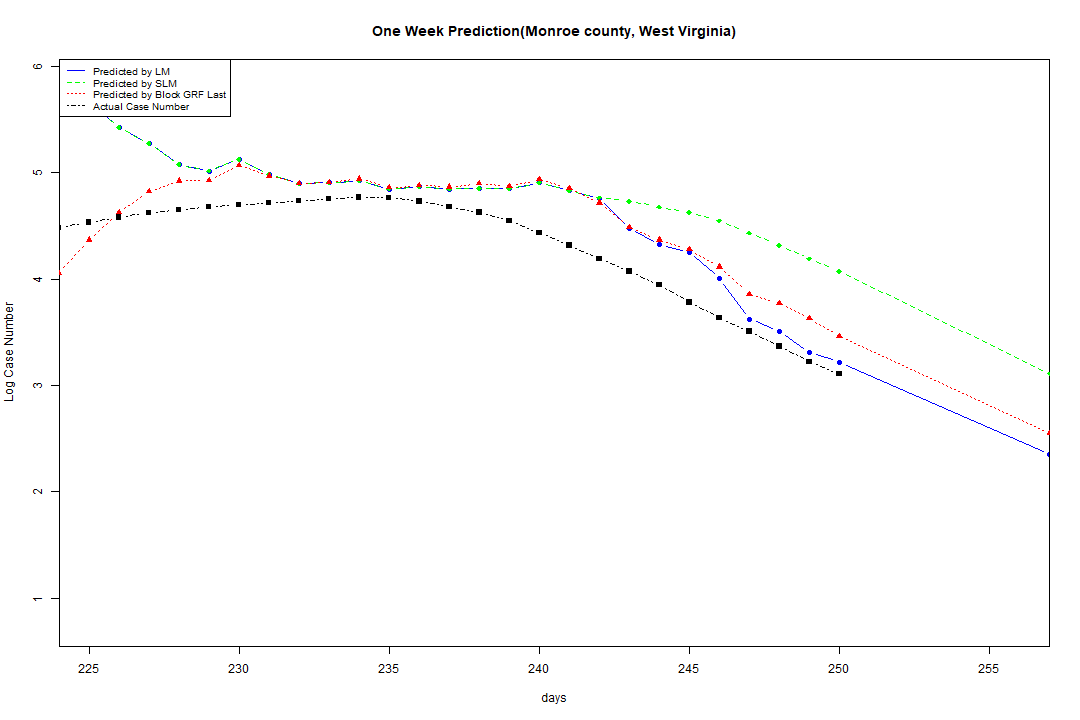 One Week Prediction(Monroe county, West Virginia)
Predicted by LM
Predicted by SLM
Predicted by Block GRF Last
Actual Case Number
Log Case Number
6
5
4
3
2
1
225 230 235 240 245 250 255
days